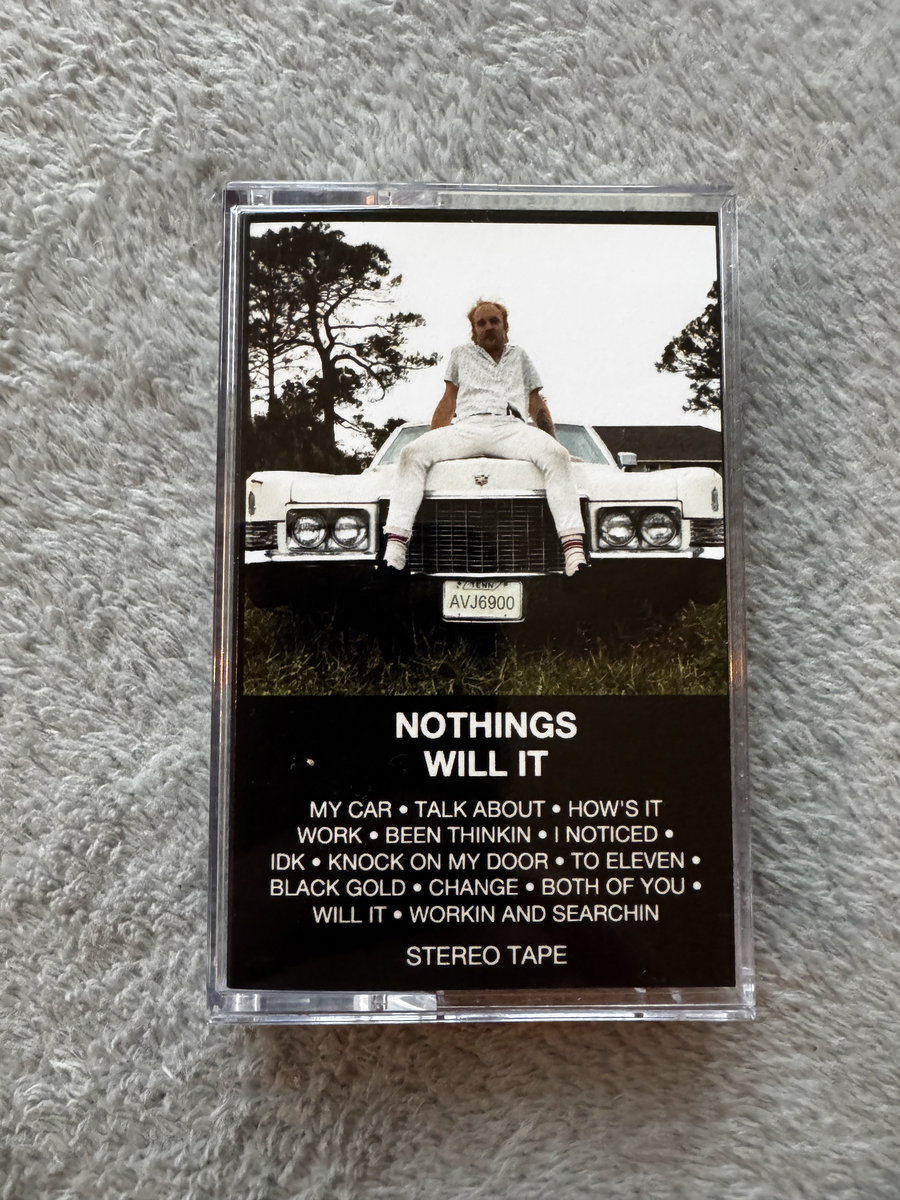 TENN
AVJ6900
NOTHINGS
WILL IT
MY CAR • TALK ABOUT • HOW'S IT
WORK • BEEN THINKIN • I NOTICED •
IDK • KNOCK ON MY DOOR • TO ELEVEN •
BLACK GOLD • CHANGE • BOTH OF YOU •
WILL IT • WORKIN AND SEARCHIN
STEREO TAPE